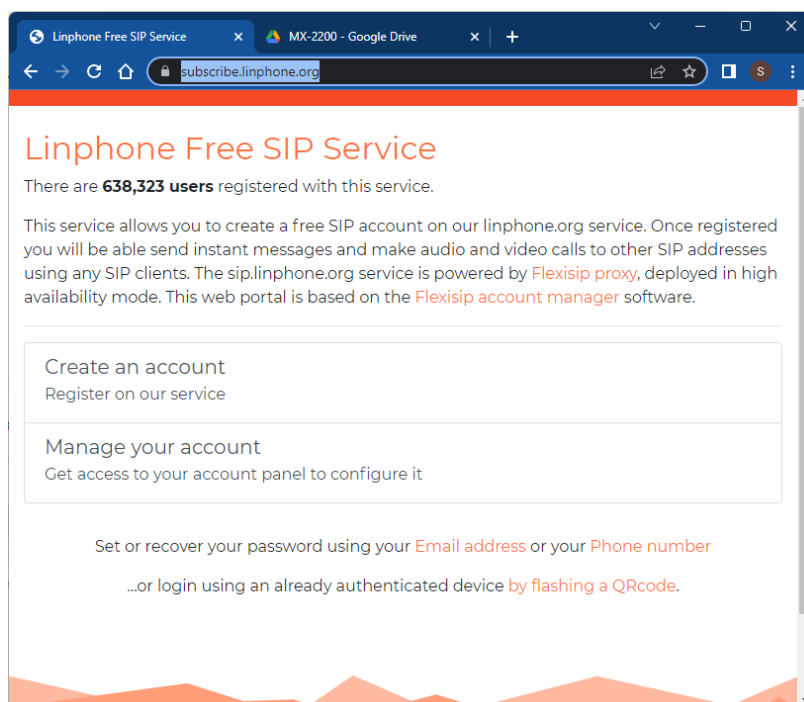 Linphone Free SIP Service
MX-2200 - Google Drive
subscribe.linphone.org
S
Linphone Free SIP Service
There are 638,323 users registered with this service.
This service allows you to create a free SIP account on our linphone.org service. Once registered
you will be able send instant messages and make audio and video calls to other SIP addresses
using any SIP clients. The sip.linphone.org service is powered by Flexisip proxy, deployed in high
availability mode. This web portal is based on the Flexisip account manager software.
Create an account
Register on our service
Manage your account
Get access to your account panel to configure it
Set or recover your password using your Email address or your Phone number
...or login using an already authenticated device by flashing a QRcode.